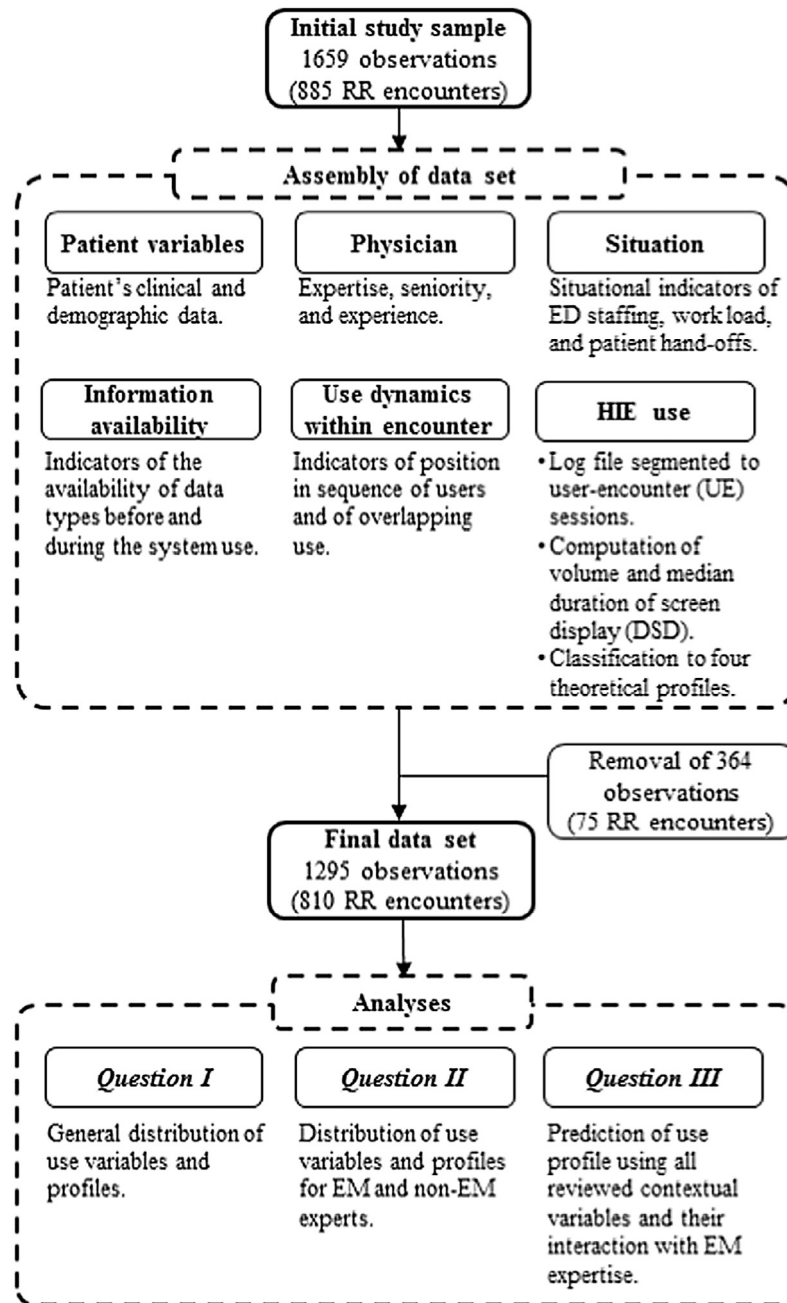 Initial study sample
1659 observations
(885 RR encounters)
Assembly of data set
Patient variables
Patient's clinical and
demographic data.
Physician
Expertise, seniority,
and experience.
Situation
Situational indicators of
ED staffing, work load,
and patient hand-offs.
Information
availability
Indicators of the
availability of data
types before and
during the system use.
Use dynamics
within encounter
Indicators of position
in sequence of users
and of overlapping
use.
HIE use
• Log file segmented to
user-encounter (UE)
sessions.
• Computation of
volume and median
duration of screen
display (DSD).
• Classification to four
theoretical profiles.
Removal of 364
observations
(75 RR encounters)
Final data set
1295 observations
(810 RR encounters)
Analyses
Question I
General distribution of
use variables and
profiles.
Question II
Distribution of use
variables and profiles
for EM and non-EM
experts.
Question III
Prediction of use
profile using all
reviewed contextual
variables and their
interaction with EM
expertise.